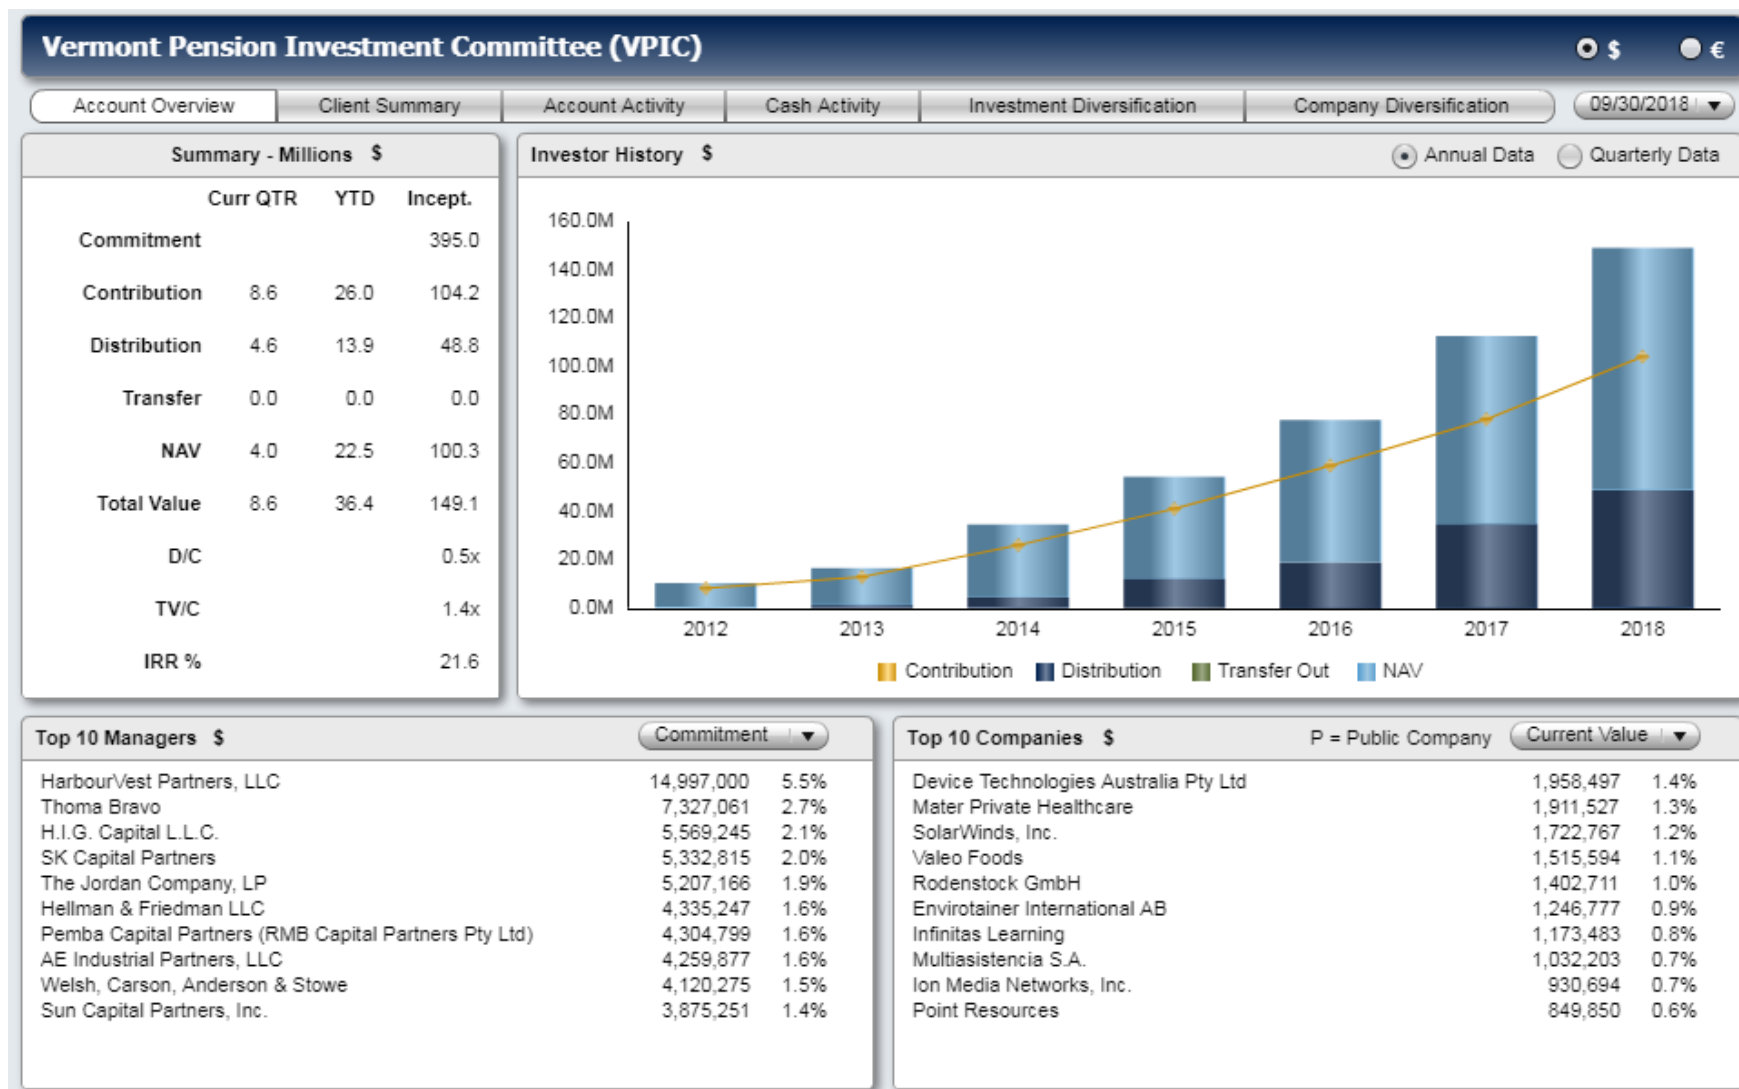 Vermont Pension Investment Committee (VPIC) $ €
Account Overview Client Summary Account Activity Cash Activity Investment Diversification Company Diversification 09/30/2018
Summary - Millions $
Curr QTR YTD Incept.
Commitment 395.0
Contribution 8.6 26.0 104.2
Distribution 4.6 13.9 48.8
Transfer 0.0 0.0 0.0
NAV 4.0 22.5 100.3
Total Value 8.6 36.4 149.1
D/C 0.5x
TV/C 1.4x
IRR % 21.6
Investor History $ Annual Data Quarterly Data
160.0M
140.0M
120.0M
100.0M
80.0M
60.0M
40.0M
20.0M
0.0M
2012 2013 2014 2015 2016 2017 2018
Contribution Distribution Transfer Out NAV
Top 10 Managers $ Commitment
HarbourVest Partners, LLC 14,997,000 5.5%
Thoma Bravo 7,327,061 2.7%
H.I.G. Capital L.L.C. 5,569,245 2.1%
SK Capital Partners 5,332,815 2.0%
The Jordan Company, LP 5,207,166 1.9%
Hellman & Friedman LLC 4,335,247 1.6%
Pemba Capital Partners (RMB Capital Partners Pty Ltd) 4,304,799 1.6%
AE Industrial Partners, LLC 4,259,877 1.6%
Welsh, Carson, Anderson & Stowe 4,120,275 1.5%
Sun Capital Partners, Inc. 3,875,251 1.4%
Top 10 Companies $ P = Public Company Current Value
Device Technologies Australia Pty Ltd 1,958,497 1.4%
Mater Private Healthcare 1,911,527 1.3%
SolarWinds, Inc. 1,722,767 1.2%
Valeo Foods 1,515,594 1.1%
Rodenstock GmbH 1,402,711 1.0%
Envirotainer International AB 1,246,777 0.9%
Infinitas Learning 1,173,483 0.8%
Multiasistencia S.A. 1,032,203 0.7%
Ion Media Networks, Inc. 930,694 0.7%
Point Resources 849,850 0.6%